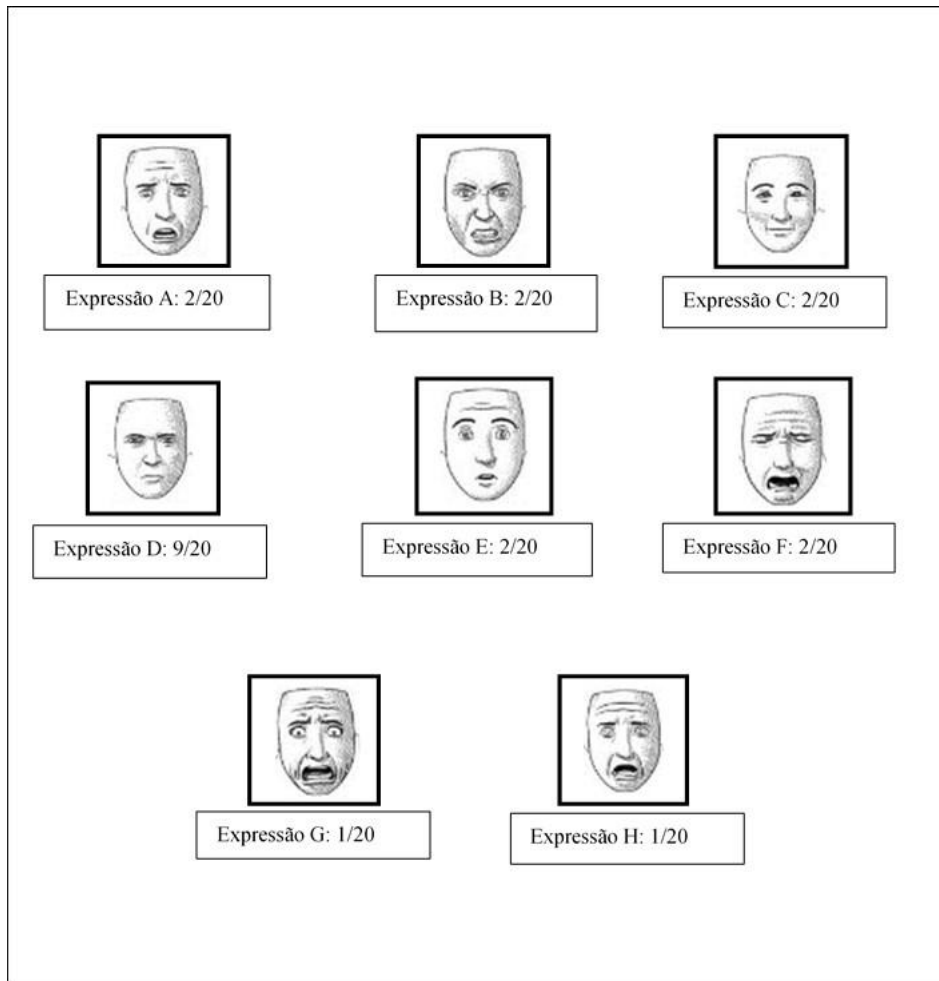 Expressão A: 2/20
Expressão B: 2/20
Expressão C: 2/20
Expressão D: 9/20
Expressão E: 2/20
Expressão F: 2/20
Expressão G: 1/20
Expressão H: 1/20